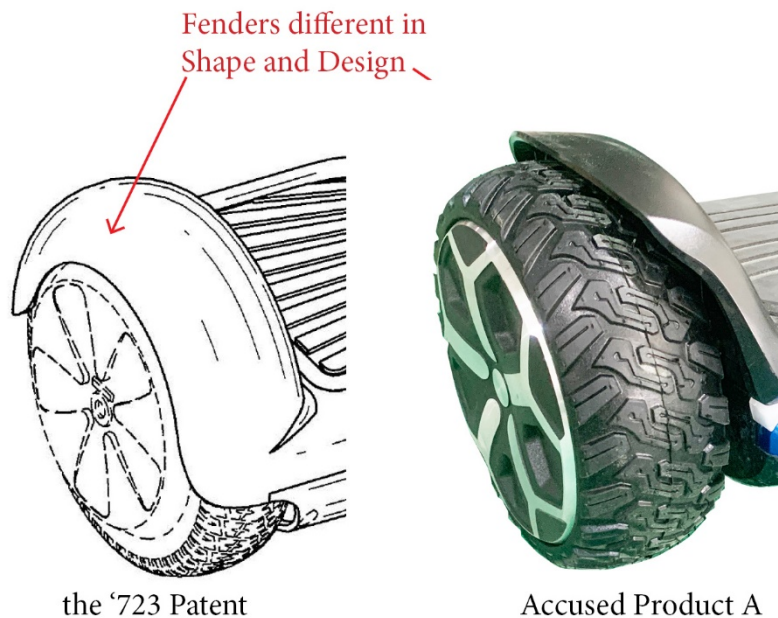 Fenders different in
Shape and Design
the ‘723 Patent
Accused Product A